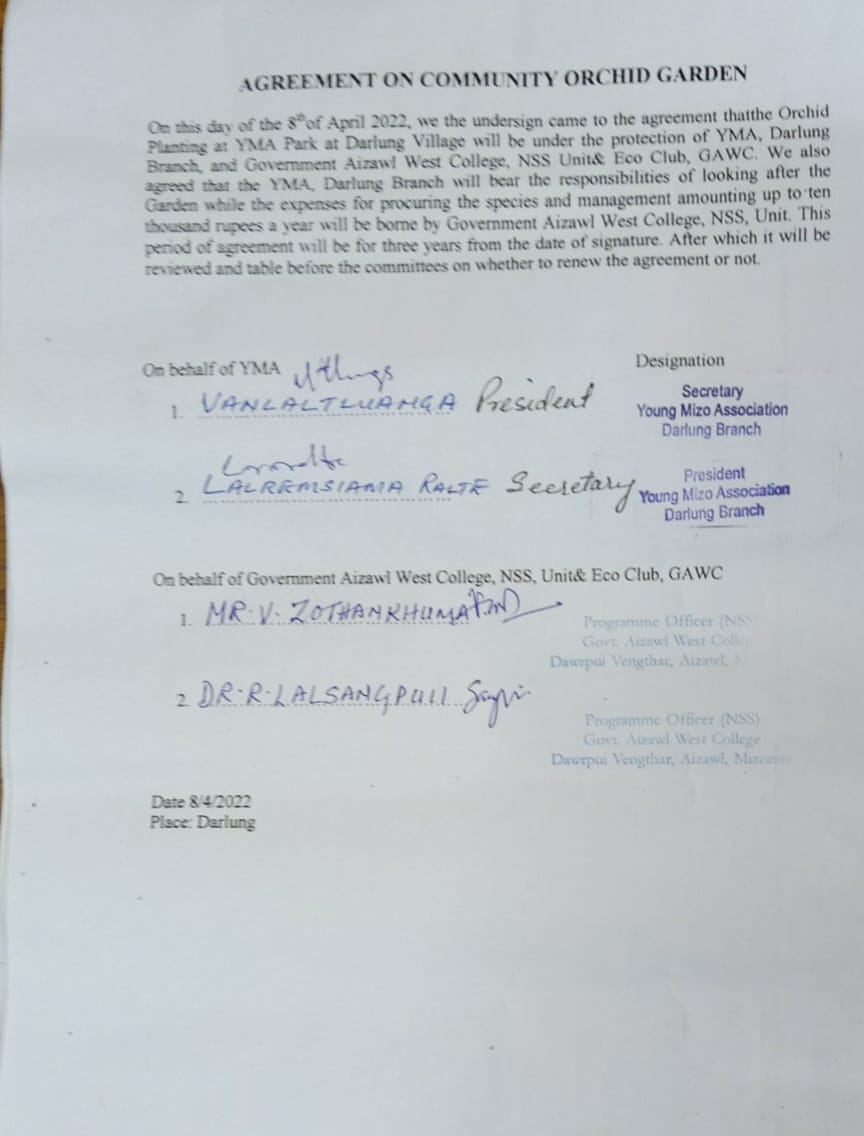 AGREEMENT ON COMMUNITY ORCHID GARDEN
On this day of the 8th of April 2022, we the undersign came to the agreement thatthe Orchid
Planting at YMA Park at Darlung Village will be under the protection of YMA, Darlung
Branch, and Government Aizawl West College, NSS Unit& Eco Club, GAWC. We also
agreed that the YMA, Darlung Branch will bear the responsibilities of looking after the
Garden while the expenses for procuring the species and management amounting up to ten
thousand rupees a year will be borne by Government Aizawl West College, NSS, Unit. This
period of agreement will be for three years from the date of signature. After which it will be
reviewed and table before the committees on whether to renew the agreement or not.
On behalf of YMA
Designation
1. VANLALTLUANGA President
Secretary
Young Mizo Association
Darlung Branch
2. LALREMSIAMA RALTE Secretary
President
Young Mizo Association
Darlung Branch
On behalf of Government Aizawl West College, NSS, Unit& Eco Club, GAWC
1. MR. V. ZOTHANKHUMA
Programme Officer (NSS
Govt. Aizawl West Colle
Dawrpui Vengthar, Aizawl,
2 DR. R. LALSANGPUII
Programme Officer (NSS)
Govt. Aizawl West College
Dawrpui Vengthar, Aizawl, Mizoram
Date 8/4/2022
Place: Darlung